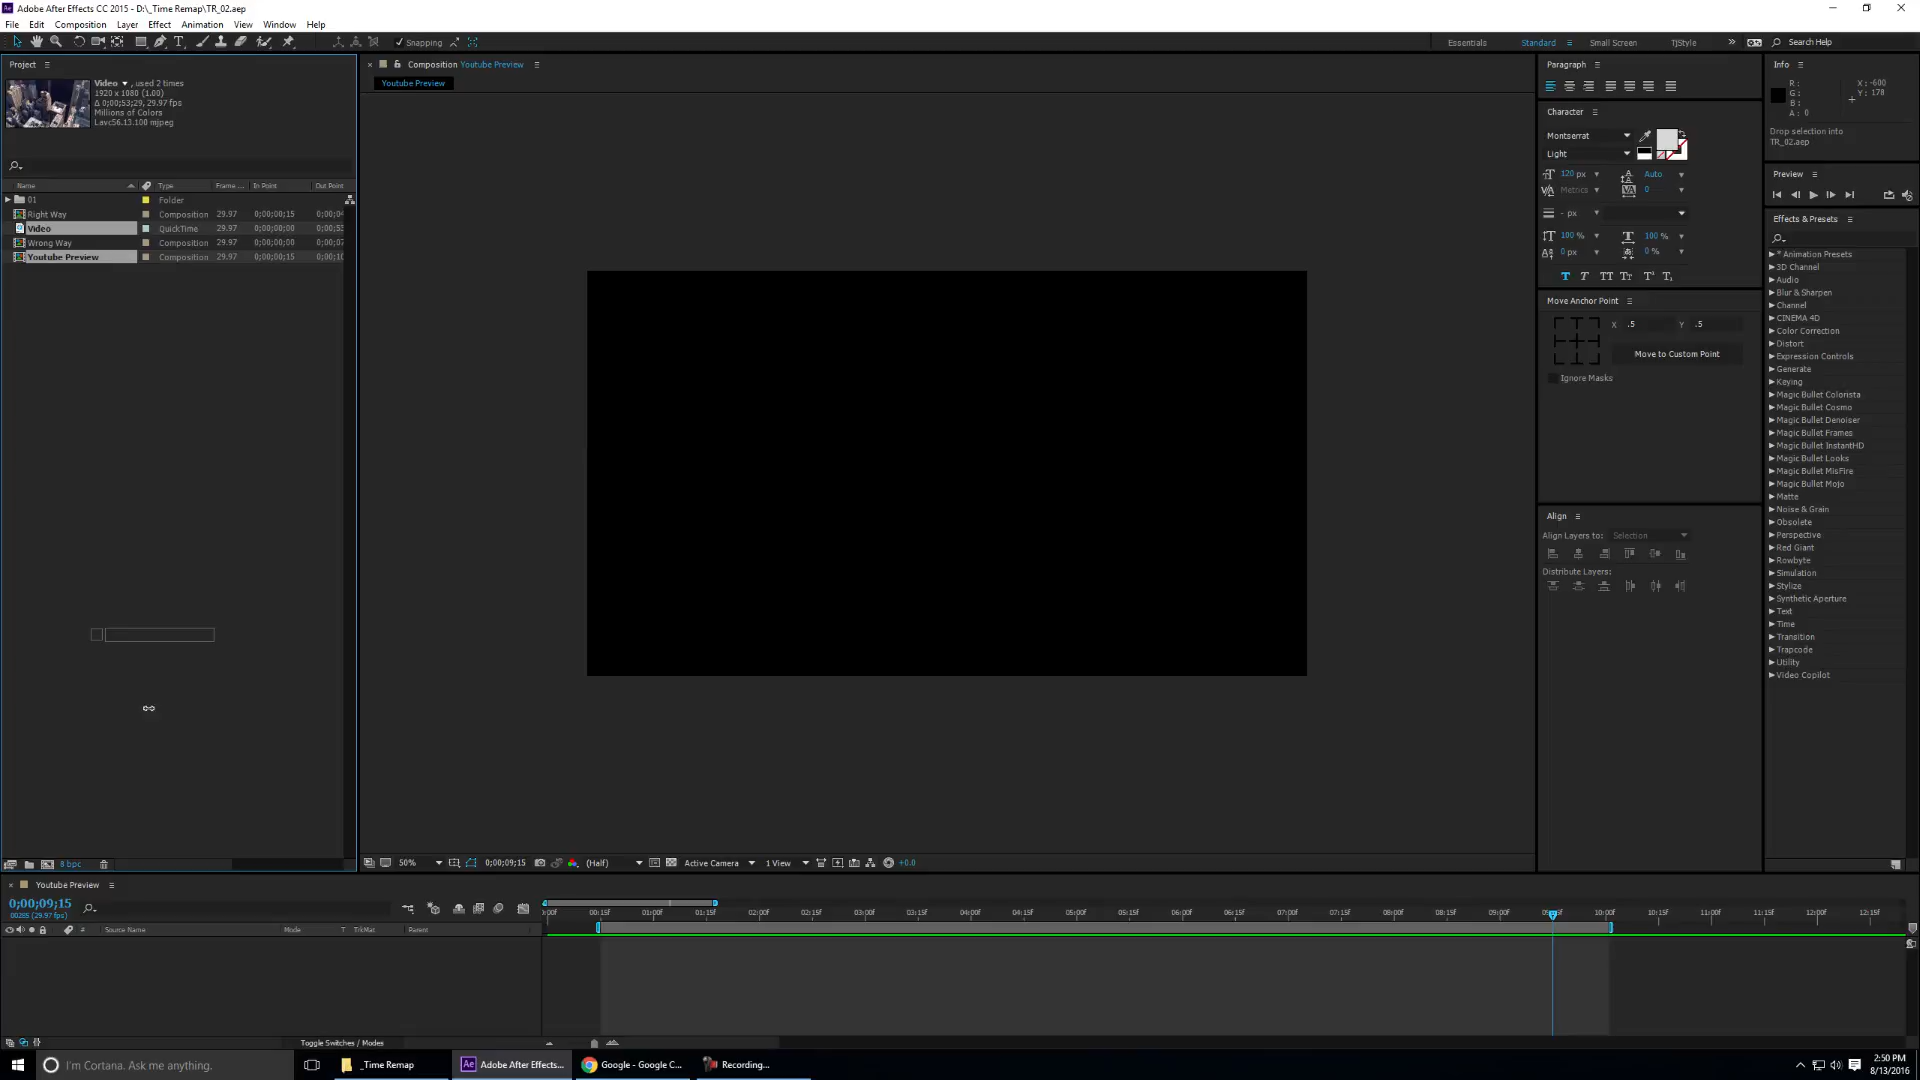 Adobe After Effects CC 2015 - D:\_Time Remap\TR_02.aep
File Edit Composition Layer Effect Animation View Window Help
Snapping Essentials Standard Small Screen TjStyle Search Help
Project
Video , used 2 times
1920 x 1080 (1.00)
Δ 0;00;53;29, 29.97 fps
Millions of Colors
Lavc56.13.100 mjpeg
Name Type Frame ... In Point Out Point
01 Folder
Right Way Composition 29.97 0;00;00;15 0;00;04
Video QuickTime 29.97 0;00;00;00 0;00;53
Wrong Way Composition 29.97 0;00;00;00 0;00;07
Youtube Preview Composition 29.97 0;00;00;15 0;00;10
8 bpc
Composition Youtube Preview
Youtube Preview
50% 0;00;09;15 (Half) Active Camera 1 View +0.0
Paragraph
Character
Montserrat
Light
120 px Auto
Metrics 0
- px
100 % 100 %
0 px 0 %
T T TT Tт T¹ T₁
Move Anchor Point
X .5 Y .5
Move to Custom Point
Ignore Masks
Align
Align Layers to: Selection
Distribute Layers:
Info
R : X : -600
G : Y : 178
B :
A : 0
Drop selection into
TR_02.aep
Preview
Effects & Presets
* Animation Presets
3D Channel
Audio
Blur & Sharpen
Channel
CINEMA 4D
Color Correction
Distort
Expression Controls
Generate
Keying
Magic Bullet Colorista
Magic Bullet Cosmo
Magic Bullet Denoiser
Magic Bullet Frames
Magic Bullet InstantHD
Magic Bullet Looks
Magic Bullet MisFire
Magic Bullet Mojo
Matte
Noise & Grain
Obsolete
Perspective
Red Giant
Rowbyte
Simulation
Stylize
Synthetic Aperture
Text
Time
Transition
Trapcode
Utility
Video Copilot
Youtube Preview
0;00;09;15
00285 (29.97 fps)
# Source Name Mode T TrkMat Parent
:00f 00:15f 01:00f 01:15f 02:00f 02:15f 03:00f 03:15f 04:00f 04:15f 05:00f 05:15f 06:00f 06:15f 07:00f 07:15f 08:00f 08:15f 09:00f 10:00f 10:15f 11:00f 11:15f 12:00f 12:15f
Toggle Switches / Modes
I'm Cortana. Ask me anything. _Time Remap Adobe After Effects... Google - Google C... Recording...
2:50 PM
8/13/2016